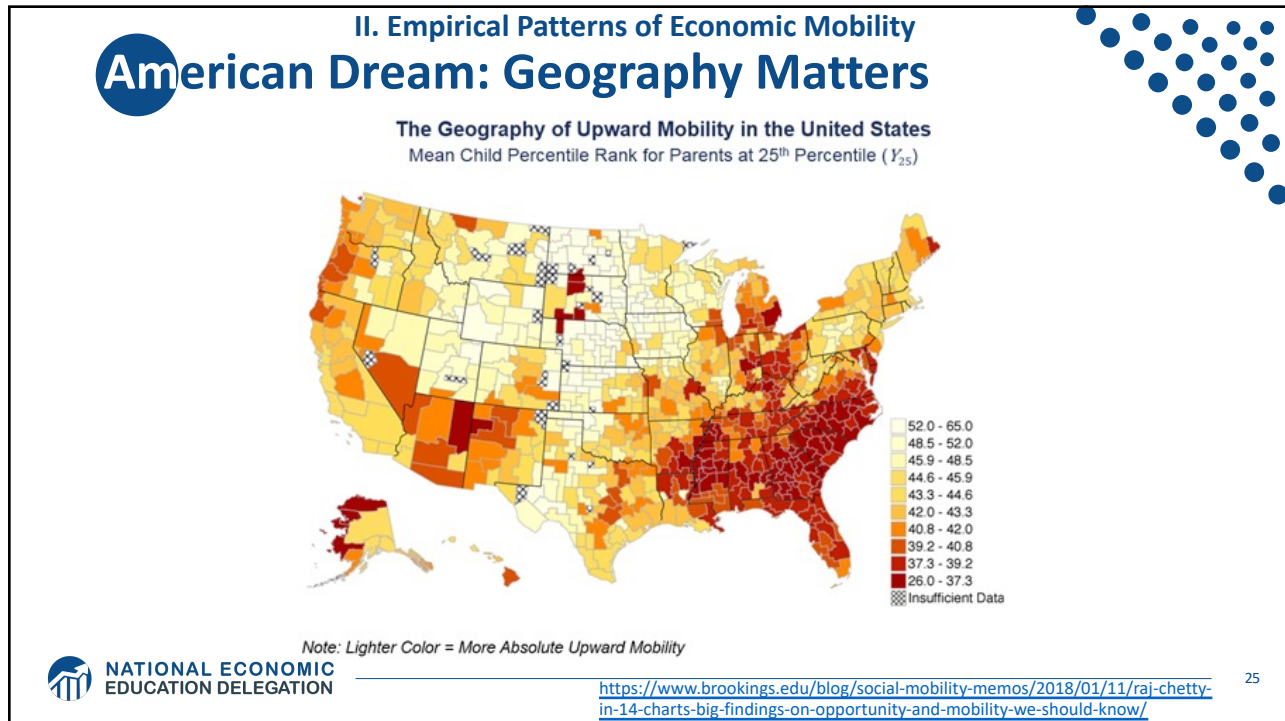 II. Empirical Patterns of Economic Mobility
American Dream: Geography Matters
The Geography of Upward Mobility in the United States
Mean Child Percentile Rank for Parents at 25th Percentile (Y25)
52.0 - 65.0
48.5 - 52.0
45.9 - 48.5
44.6 - 45.9
43.3 - 44.6
42.0 - 43.3
40.8 - 42.0
39.2 - 40.8
37.3 - 39.2
26.0 - 37.3
Insufficient Data
Note: Lighter Color = More Absolute Upward Mobility
NATIONAL ECONOMIC
EDUCATION DELEGATION
https://www.brookings.edu/blog/social-mobility-memos/2018/01/11/raj-chetty-
in-14-charts-big-findings-on-opportunity-and-mobility-we-should-know/
25